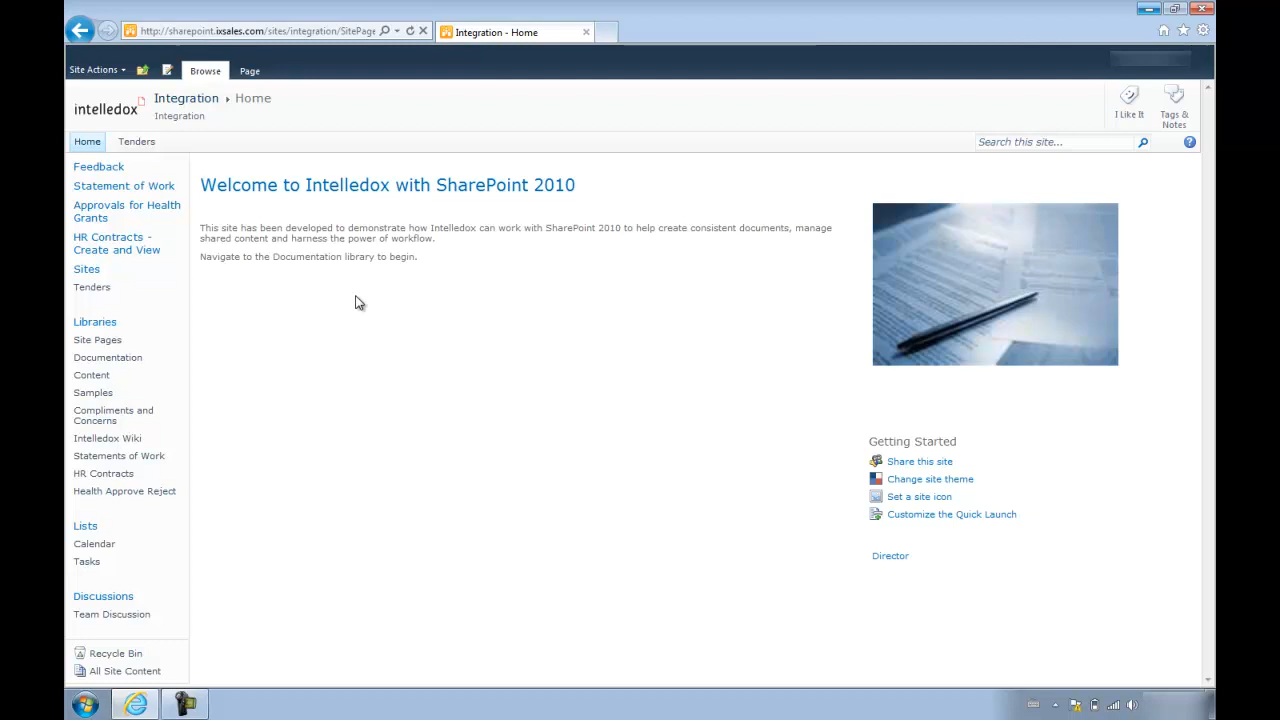 http://sharepoint.ixsales.com/sites/integration/SitePage
Integration - Home
Site Actions
Browse
Page
intelledox
Integration
Home
Integration
I Like It
Tags &
Notes
Home
Tenders
Search this site...
Feedback
Statement of Work
Approvals for Health
Grants
HR Contracts -
Create and View
Sites
Tenders
Libraries
Site Pages
Documentation
Content
Samples
Compliments and
Concerns
Intelledox Wiki
Statements of Work
HR Contracts
Health Approve Reject
Lists
Calendar
Tasks
Discussions
Team Discussion
Recycle Bin
All Site Content
Welcome to Intelledox with SharePoint 2010
This site has been developed to demonstrate how Intelledox can work with SharePoint 2010 to help create consistent documents, manage
shared content and harness the power of workflow.
Navigate to the Documentation library to begin.
Getting Started
Share this site
Change site theme
Set a site icon
Customize the Quick Launch
Director